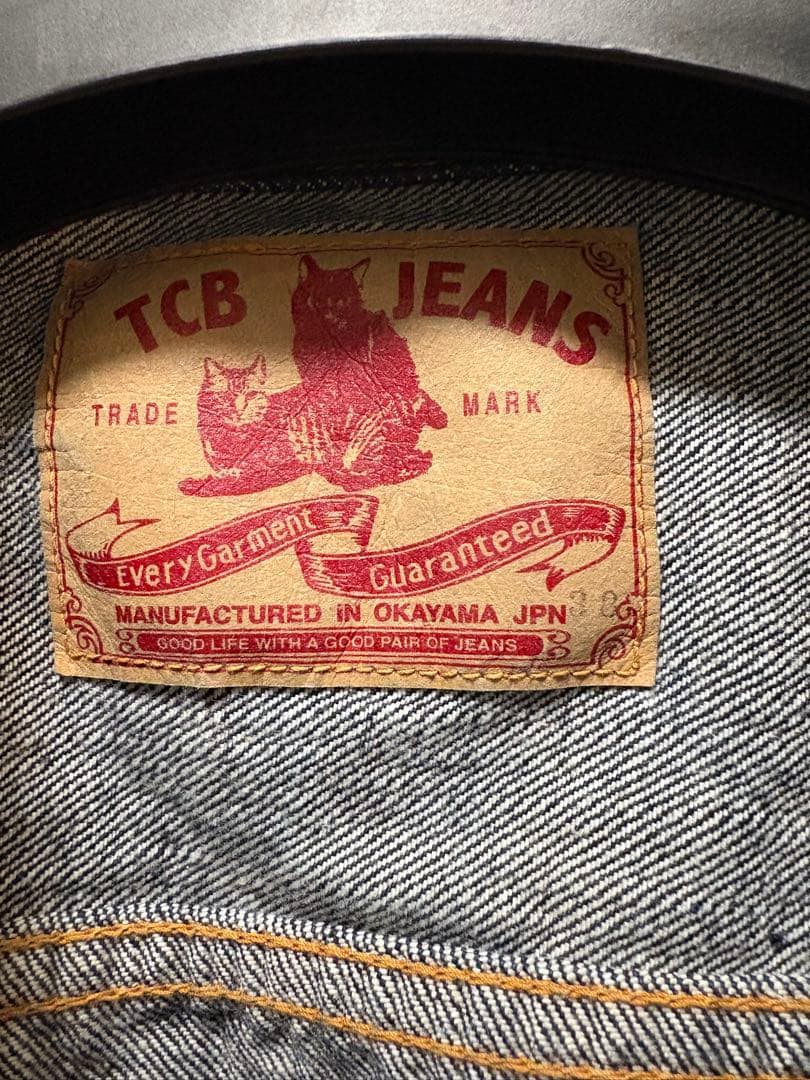 TCB JEANS
TRADE MARK
Every Garment Guaranteed
MANUFACTURED IN OKAYAMA JPN
GOOD LIFE WITH A GOOD PAIR OF JEANS